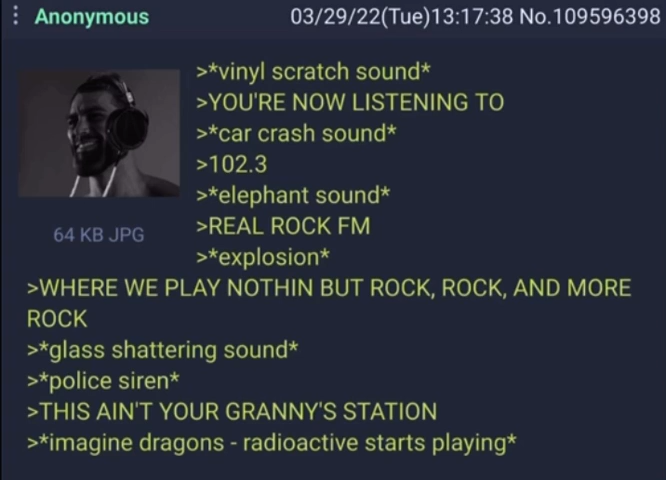 Anonymous 03/29/22(Tue)13:17:38 No.109596398
>*vinyl scratch sound*
>YOU'RE NOW LISTENING TO
>*car crash sound*
>102.3
>*elephant sound*
>REAL ROCK FM
>*explosion*
64 KB JPG
>WHERE WE PLAY NOTHIN BUT ROCK, ROCK, AND MORE
ROCK
>*glass shattering sound*
>*police siren*
>THIS AIN'T YOUR GRANNY'S STATION
>*imagine dragons - radioactive starts playing*